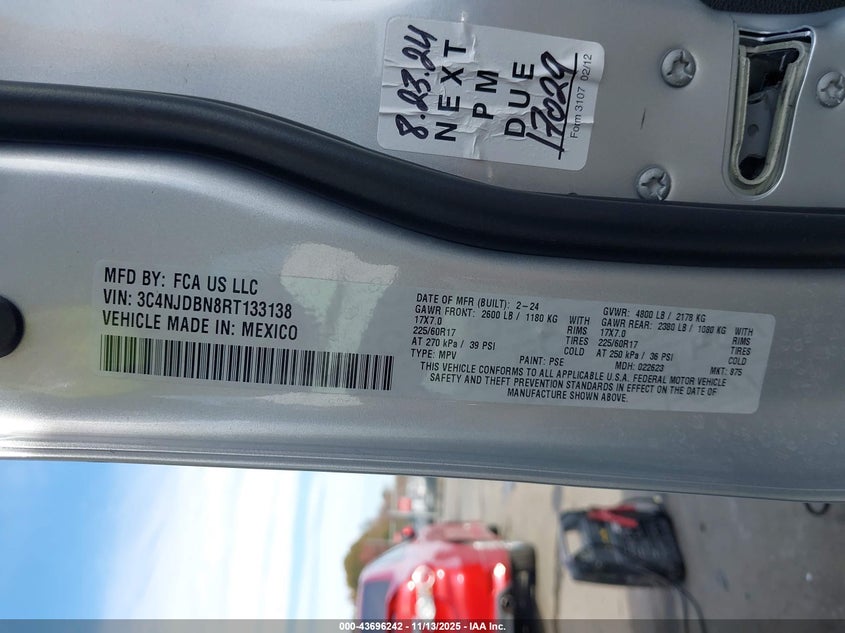 8.23.24
NEXT
PM
DUE
17029
Form 3107 02/12
MFD BY: FCA US LLC
VIN: 3C4NJDBN8RT133138
VEHICLE MADE IN: MEXICO
DATE OF MFR (BUILT): 2-24
GAWR FRONT: 2600 LB / 1180 KG WITH
17X7.0 RIMS
225/60R17 TIRES
AT 270 kPa / 39 PSI COLD
TYPE: MPV PAINT: PSE
GVWR: 4800 LB / 2178 KG
GAWR REAR: 2380 LB / 1080 KG WITH
17X7.0 RIMS
225/60R17 TIRES
AT 250 kPa / 36 PSI COLD
MDH: 022623 MKT: 875
THIS VEHICLE CONFORMS TO ALL APPLICABLE U.S.A. FEDERAL MOTOR VEHICLE
SAFETY AND THEFT PREVENTION STANDARDS IN EFFECT ON THE DATE OF
MANUFACTURE SHOWN ABOVE.
000-43696242 - 11/13/2025 - IAA Inc.